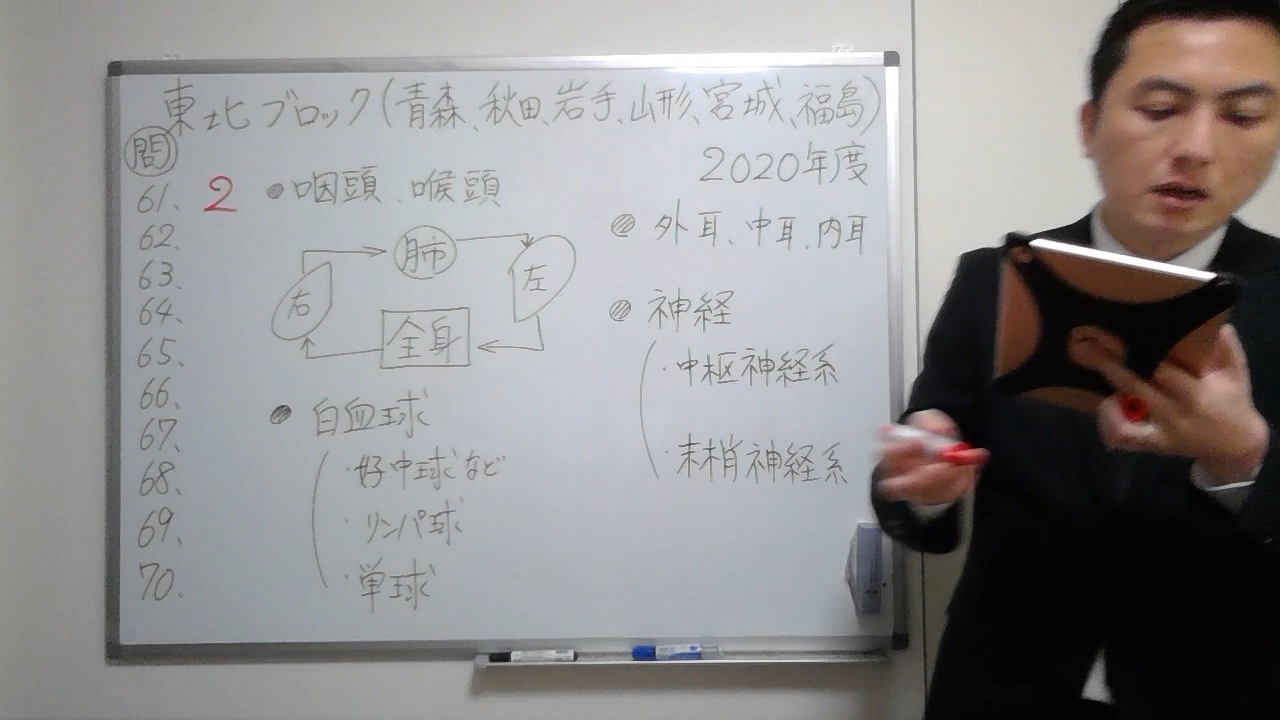 東北ブロック(青森、秋田、岩手、山形、宮城、福島)
2020年度
問
61、 2
62、
63、
64、
65、
66、
67、
68、
69、
70、
● 咽頭、喉頭
肺
右
左
全身
● 白血球
・好中球など
・リンパ球
・単球
● 外耳、中耳、内耳
● 神経
・中枢神経系
・末梢神経系